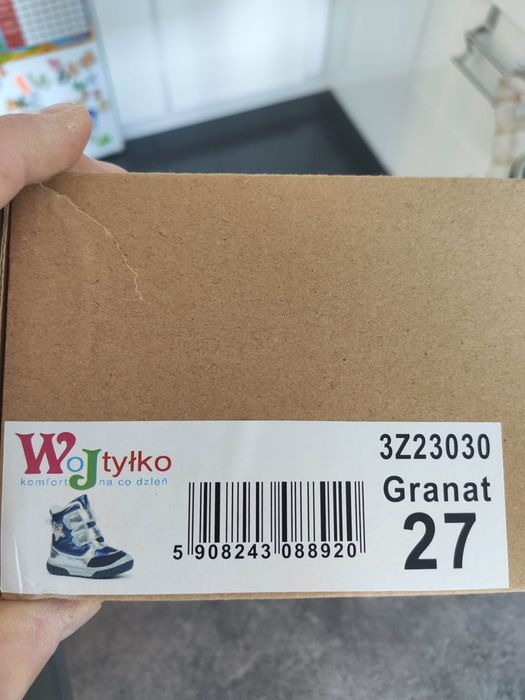 Wojtyłko
komfort na co dzień
3Z23030
Granat
27
5 908243 088920